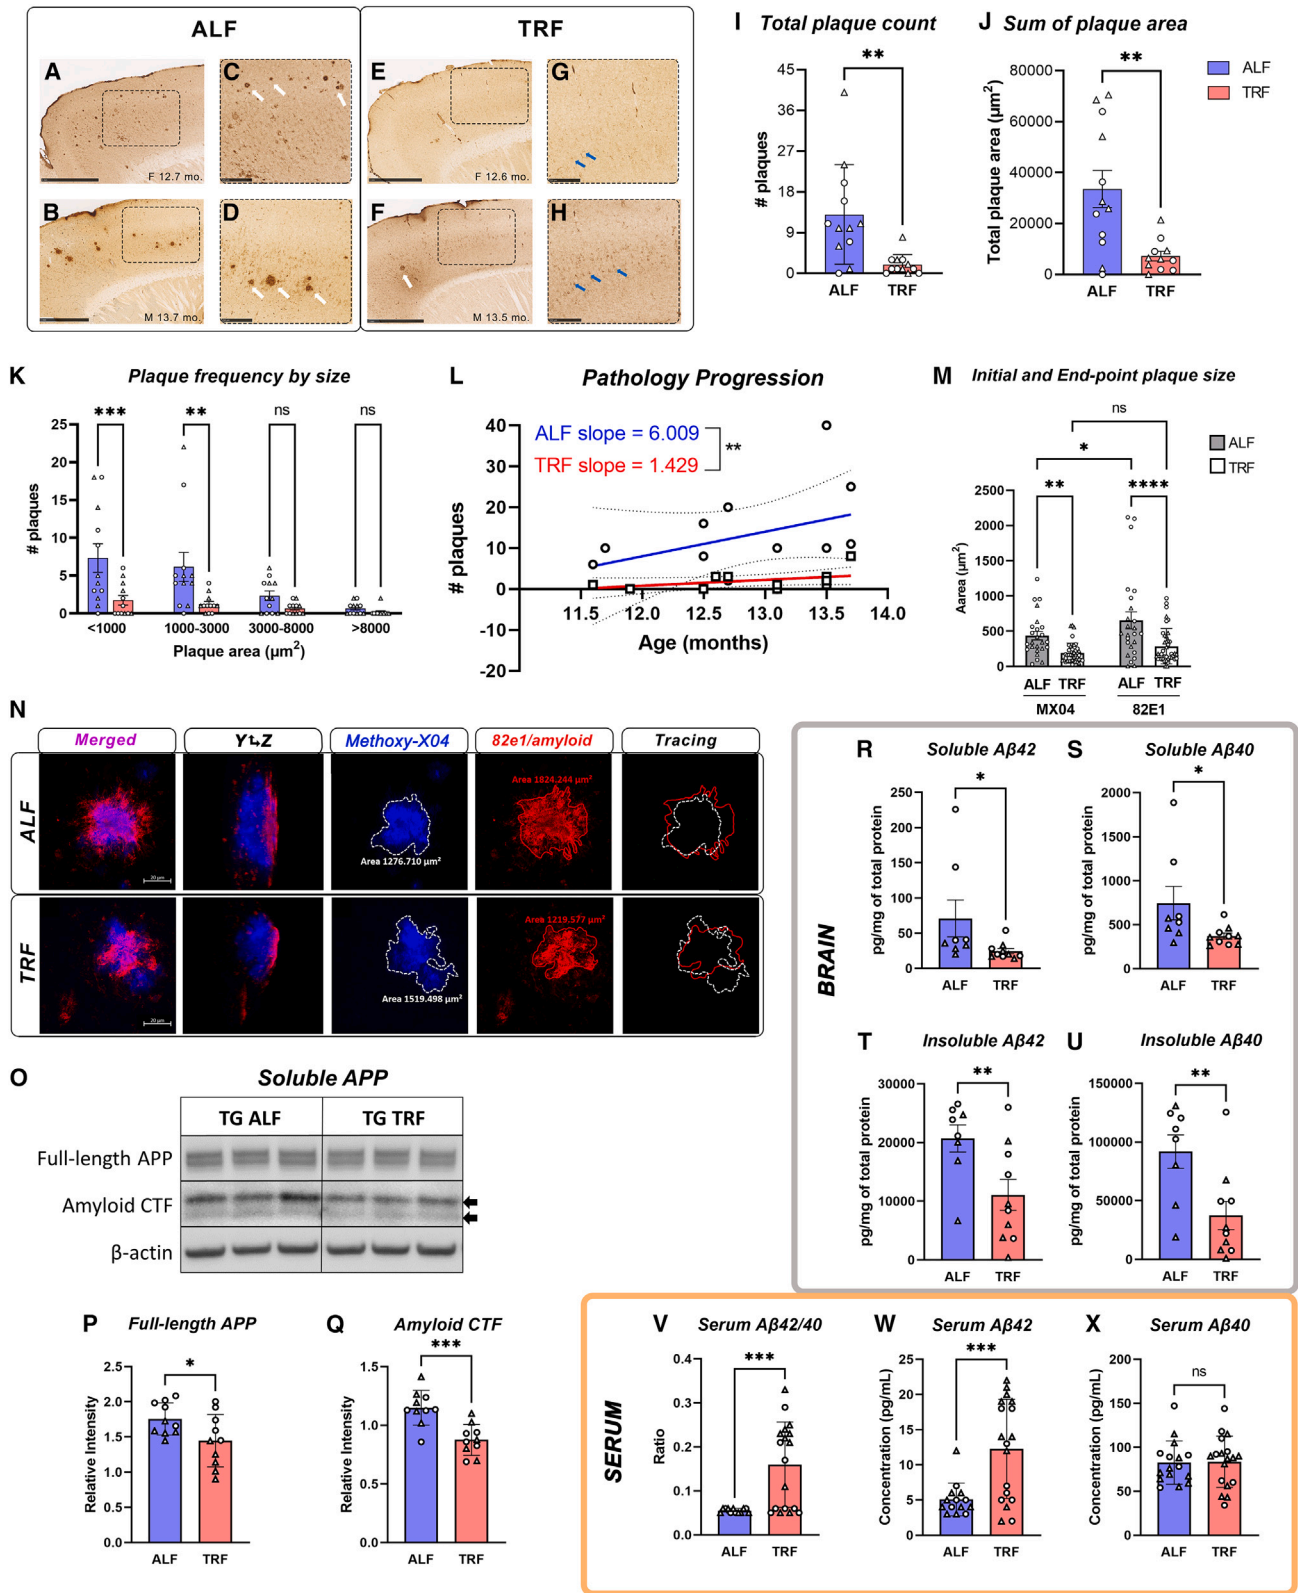 ALF
TRF
A
F 12.7 mo.
C
E
F 12.6 mo.
G
B
M 13.7 mo.
D
F
M 13.5 mo.
H
I Total plaque count
**
# plaques
45
36
27
18
9
0
ALF TRF
J Sum of plaque area
**
Total plaque area (µm²)
80000
60000
40000
20000
0
ALF TRF
ALF
TRF
K Plaque frequency by size
*** ** ns ns
# plaques
25
20
15
10
5
0
<1000 1000-3000 3000-8000 >8000
Plaque area (µm²)
L Pathology Progression
ALF slope = 6.009
TRF slope = 1.429
**
# plaques
40
30
20
10
0
-10
-20
11.5 12.0 12.5 13.0 13.5 14.0
Age (months)
M Initial and End-point plaque size
ns
*
** ****
ALF
TRF
Aarea (µm²)
2500
2000
1500
1000
500
0
ALF TRF ALF TRF
MX04 82E1
N
Merged Y Z Methoxy-X04 82e1/amyloid Tracing
ALF
20 µm
Area 1276.710 µm²
Area 1824.244 µm²
TRF
20 µm
Area 1519.498 µm²
Area 1219.577 µm²
O Soluble APP
TG ALF TG TRF
Full-length APP
Amyloid CTF
β-actin
P Full-length APP
*
Relative Intensity
2.5
2.0
1.5
1.0
0.5
0.0
ALF TRF
Q Amyloid CTF
***
Relative Intensity
1.5
1.0
0.5
0.0
ALF TRF
BRAIN
R Soluble Aβ42
*
pg/mg of total protein
250
200
150
100
50
0
ALF TRF
S Soluble Aβ40
*
pg/mg of total protein
2000
1500
1000
500
0
ALF TRF
T Insoluble Aβ42
**
pg/mg of total protein
30000
20000
10000
0
ALF TRF
U Insoluble Aβ40
**
pg/mg of total protein
150000
100000
50000
0
ALF TRF
SERUM
V Serum Aβ42/40
***
Ratio
0.4
0.3
0.2
0.1
0.0
ALF TRF
W Serum Aβ42
***
Concentration (pg/mL)
25
20
15
10
5
0
ALF TRF
X Serum Aβ40
ns
Concentration (pg/mL)
200
150
100
50
0
ALF TRF